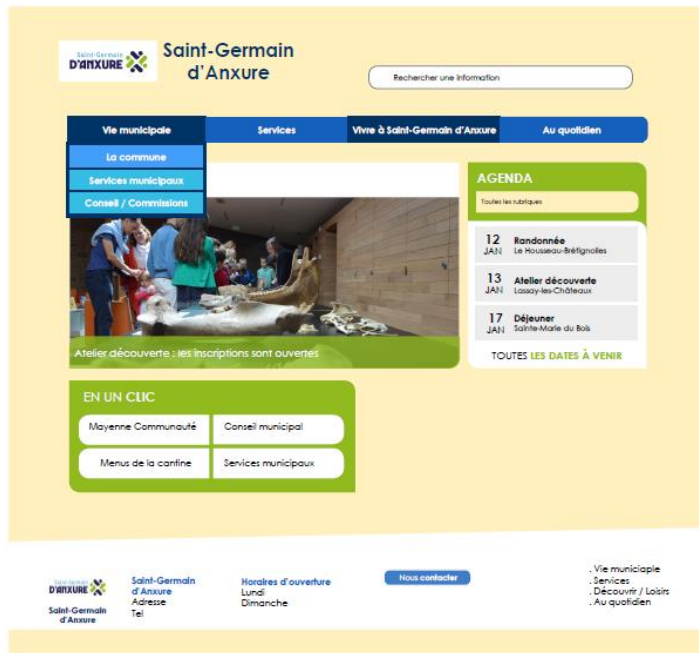 Saint-Germain
D'ANXURE
Saint-Germain
d'Anxure
Rechercher une information
Vie municipale
Services
Vivre à Saint-Germain d'Anxure
Au quotidien
La commune
Services municipaux
Conseil / Commissions
Atelier découverte : les inscriptions sont ouvertes
AGENDA
Toutes les rubriques
12 Randonnée
JAN Le Housseau-Brétignolles
13 Atelier découverte
JAN Lassay-les-Châteaux
17 Déjeuner
JAN Sainte-Marie du Bois
TOUTES LES DATES À VENIR
EN UN CLIC
Mayenne Communauté
Conseil municipal
Menus de la cantine
Services municipaux
Saint-Germain
D'ANXURE
Saint-Germain
d'Anxure
Saint-Germain
d'Anxure
Adresse
Tel
Horaires d'ouverture
Lundi
Dimanche
Nous contacter
. Vie municiaple
. Services
. Découvrir / Loisirs
. Au quotidien